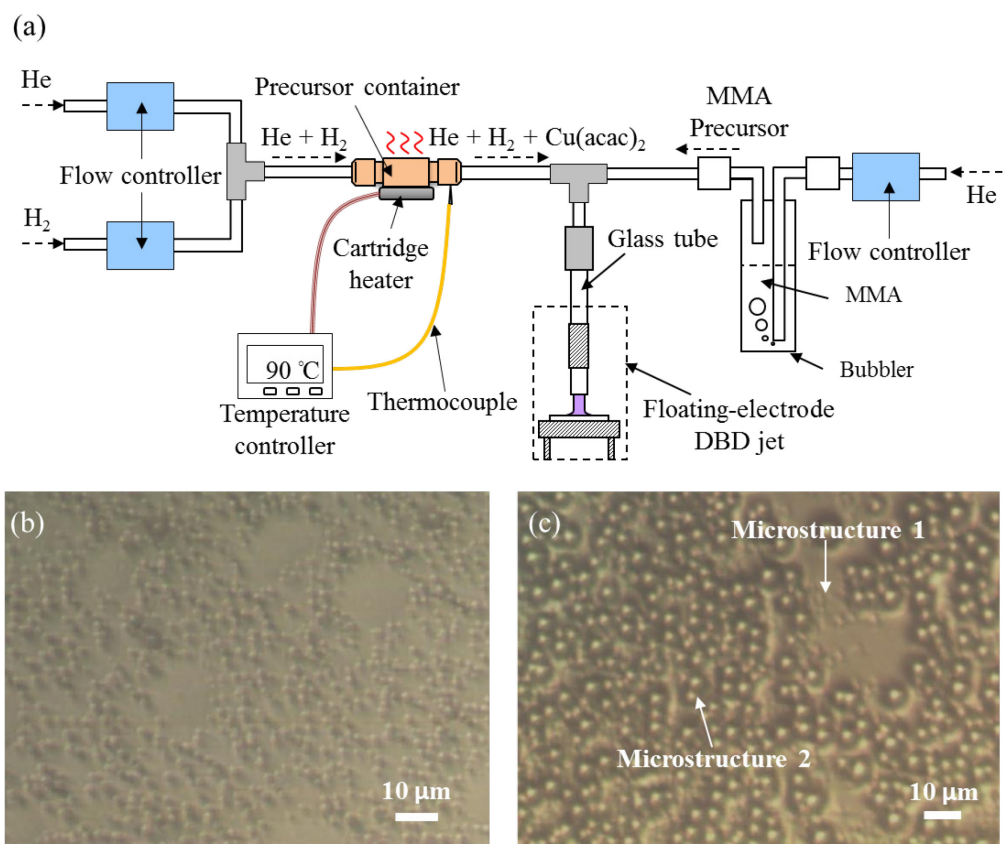 (a)
He
Precursor container
He + H₂
He + H₂ + Cu(acac)₂
MMA
Precursor
Flow controller
H₂
Cartridge
heater
Glass tube
He
Flow controller
MMA
Bubbler
90 ℃
Temperature
controller
Thermocouple
Floating-electrode
DBD jet
(b)
10 μm
(c)
Microstructure 1
Microstructure 2
10 μm